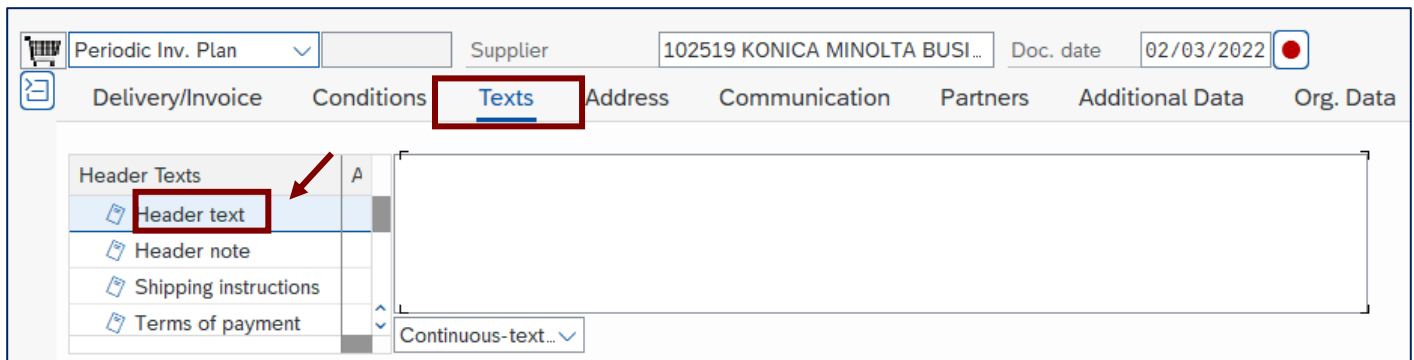 Periodic Inv. Plan Supplier 102519 KONICA MINOLTA BUSI... Doc. date 02/03/2022
Delivery/Invoice Conditions Texts Address Communication Partners Additional Data Org. Data
Header Texts A
Header text
Header note
Shipping instructions
Terms of payment
Continuous-text...